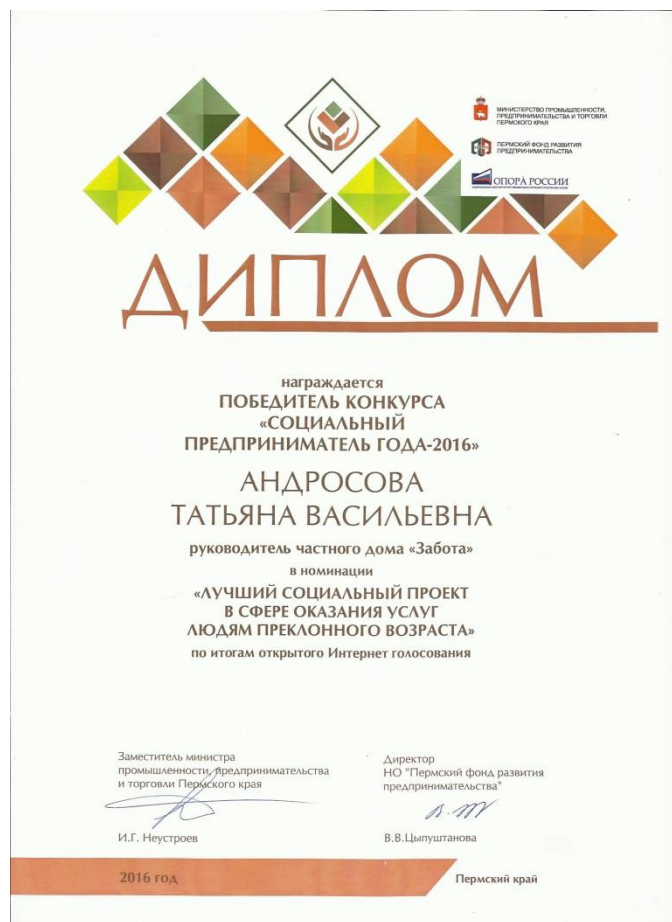 МИНИСТЕРСТВО ПРОМЫШЛЕННОСТИ,
ПРЕДПРИНИМАТЕЛЬСТВА И ТОРГОВЛИ
ПЕРМСКОГО КРАЯ
ПЕРМСКИЙ ФОНД РАЗВИТИЯ
ПРЕДПРИНИМАТЕЛЬСТВА
ОПОРА РОССИИ
ДИПЛОМ
награждается
ПОБЕДИТЕЛЬ КОНКУРСА
«СОЦИАЛЬНЫЙ
ПРЕДПРИНИМАТЕЛЬ ГОДА-2016»
АНДРОСОВА
ТАТЬЯНА ВАСИЛЬЕВНА
руководитель частного дома «Забота»
в номинации
«ЛУЧШИЙ СОЦИАЛЬНЫЙ ПРОЕКТ
В СФЕРЕ ОКАЗАНИЯ УСЛУГ
ЛЮДЯМ ПРЕКЛОННОГО ВОЗРАСТА»
по итогам открытого Интернет голосования
Заместитель министра
промышленности, предпринимательства
и торговли Пермского края
И.Г. Неустроев
Директор
НО "Пермский фонд развития
предпринимательства"
В.В.Цыпуштанова
2016 год
Пермский край